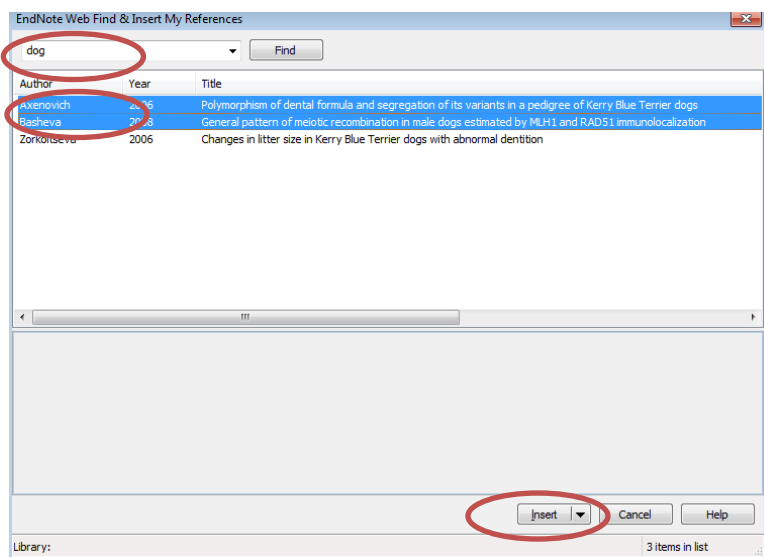 EndNote Web Find & Insert My References
dog Find
Author Year Title
Axenovich 2006 Polymorphism of dental formula and segregation of its variants in a pedigree of Kerry Blue Terrier dogs
Basheva 2008 General pattern of meiotic recombination in male dogs estimated by MLH1 and RAD51 immunolocalization
Zorkoltseva 2006 Changes in litter size in Kerry Blue Terrier dogs with abnormal dentition
Insert Cancel Help
Library: 3 items in list